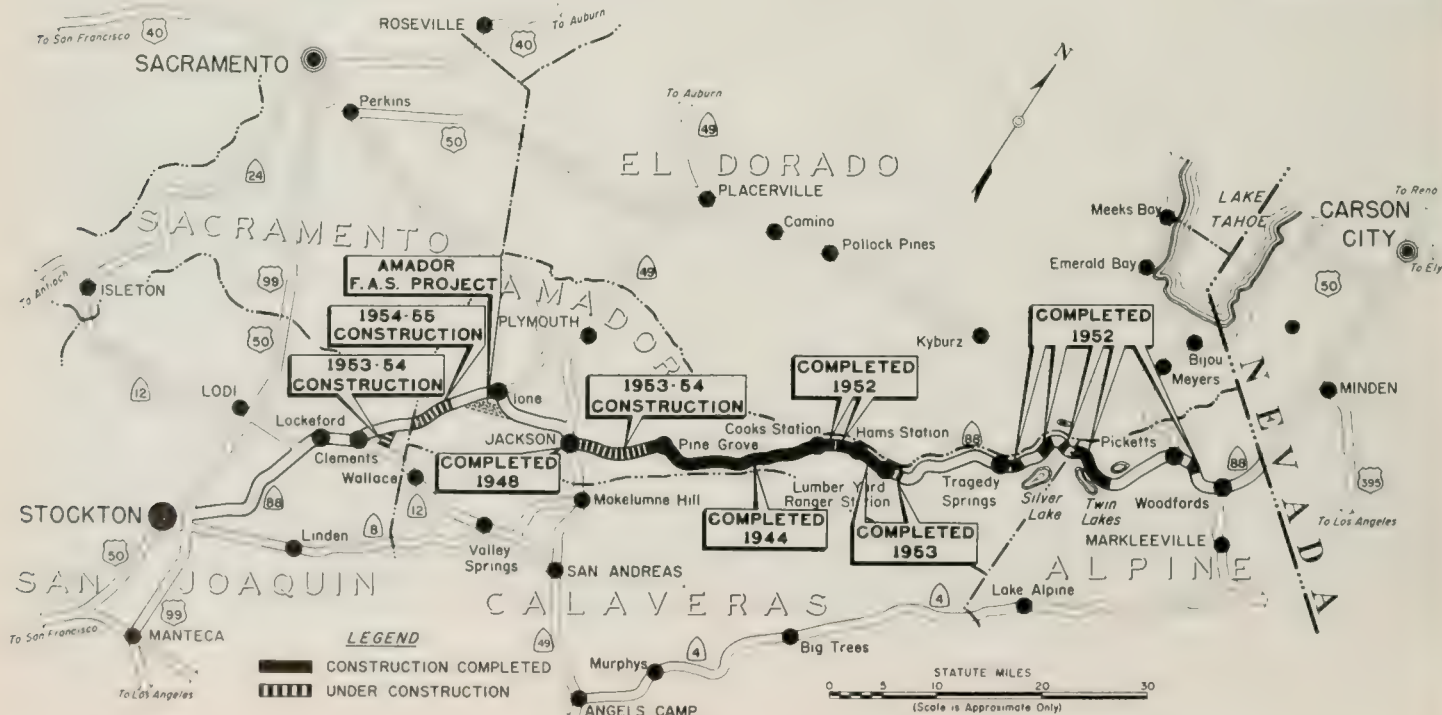 To San Francisco
40
ROSEVILLE
To Auburn
40
SACRAMENTO
N
Perkins
50
To Auburn
49
EL DORADO
PLACERVILLE
Camino
Pollock Pines
24
SACRAMENTO
Meeks Bay
LAKE TAHOE
To Reno
CARSON CITY
To Ely
Emerald Bay
50
To Antioch
ISLETON
99
50
AMADOR
F.A.S. PROJECT
AMADOR
49
1954-55
CONSTRUCTION
PLYMOUTH
Kyburz
COMPLETED
1952
Bijou
Meyers
NEVADA
MINDEN
1953-54
CONSTRUCTION
12
LODI
Lockeford
Clements
Ione
1953-54
CONSTRUCTION
COMPLETED
1952
Cooks Station
Hams Station
88
Picketts
88
JACKSON
Pine Grove
Wallace
COMPLETED
1948
Mokelumne Hill
Lumber Yard
Ranger Station
Tragedy
Springs
Silver
Lake
Twin
Lakes
Woodfords
395
To Los Angeles
88
STOCKTON
50
8
12
Linden
Valley
Springs
COMPLETED
1944
COMPLETED
1953
MARKLEEVILLE
ALPINE
SAN JOAQUIN
SAN ANDREAS
CALAVERAS
4
Lake Alpine
99
To San Francisco
MANTECA
To Los Angeles
49
Murphys
4
Big Trees
ANGELS CAMP
LEGEND
CONSTRUCTION COMPLETED
UNDER CONSTRUCTION
STATUTE MILES
0 5 10 20 30
(Scale is Approximate Only)